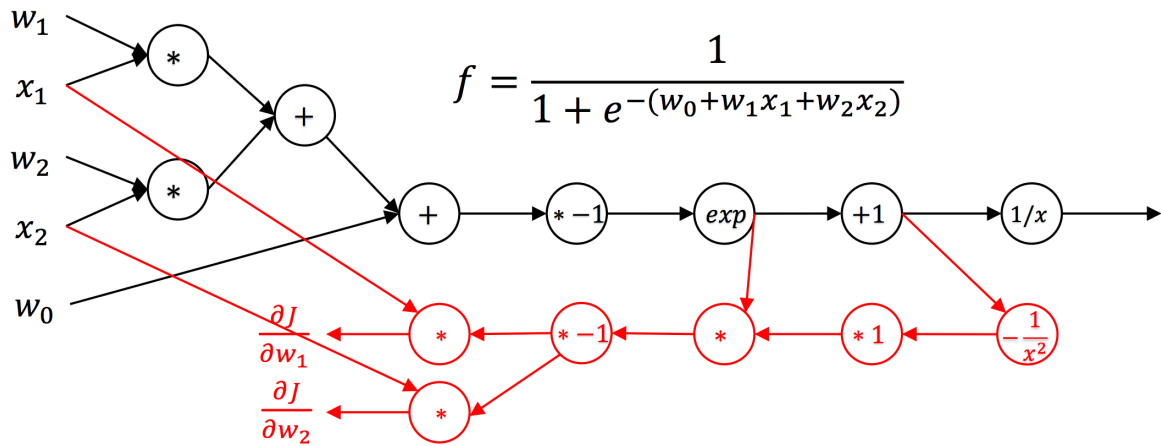 w₁
x₁
w₂
x₂
w₀
*
*
+
f = 1 / (1 + e^−(w₀+w₁x₁+w₂x₂))
+
* −1
exp
+1
1/x
∂J/∂w₁
*
* −1
*
* 1
−1/x²
∂J/∂w₂
*